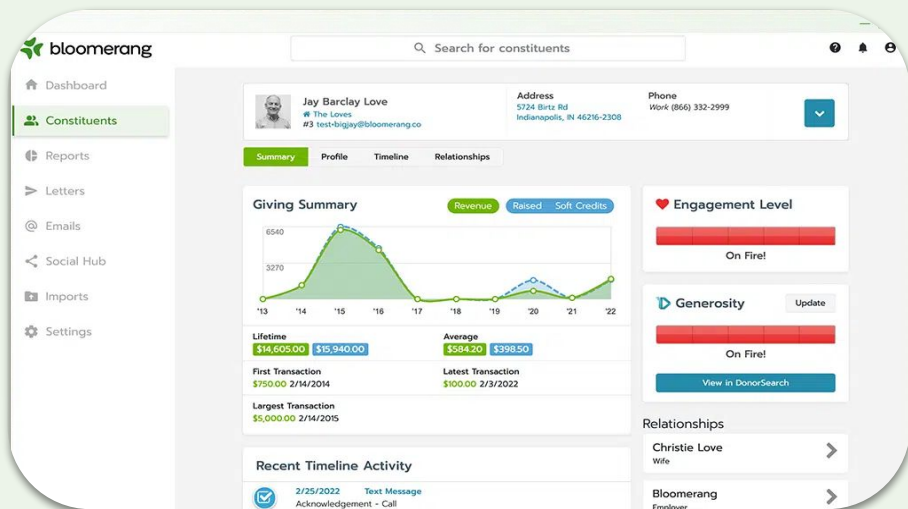 bloomerang
Search for constituents
Dashboard
Constituents
Reports
Letters
Emails
Social Hub
Imports
Settings
Jay Barclay Love
The Loves
#3 test+bigjay@bloomerang.co
Address
5724 Birtz Rd
Indianapolis, IN 46216-2308
Phone
Work (866) 332-2999
Summary Profile Timeline Relationships
Giving Summary
Revenue Raised Soft Credits
6540
3270
'13 '14 '15 '16 '17 '18 '19 '20 '21 '22
Lifetime
$14,605.00 $15,940.00
Average
$584.20 $398.50
First Transaction
$750.00 2/14/2014
Latest Transaction
$100.00 2/3/2022
Largest Transaction
$5,000.00 2/14/2015
Recent Timeline Activity
2/25/2022 Text Message
Acknowledgement - Call
Engagement Level
On Fire!
Generosity Update
On Fire!
View in DonorSearch
Relationships
Christie Love
Wife
Bloomerang
Employer